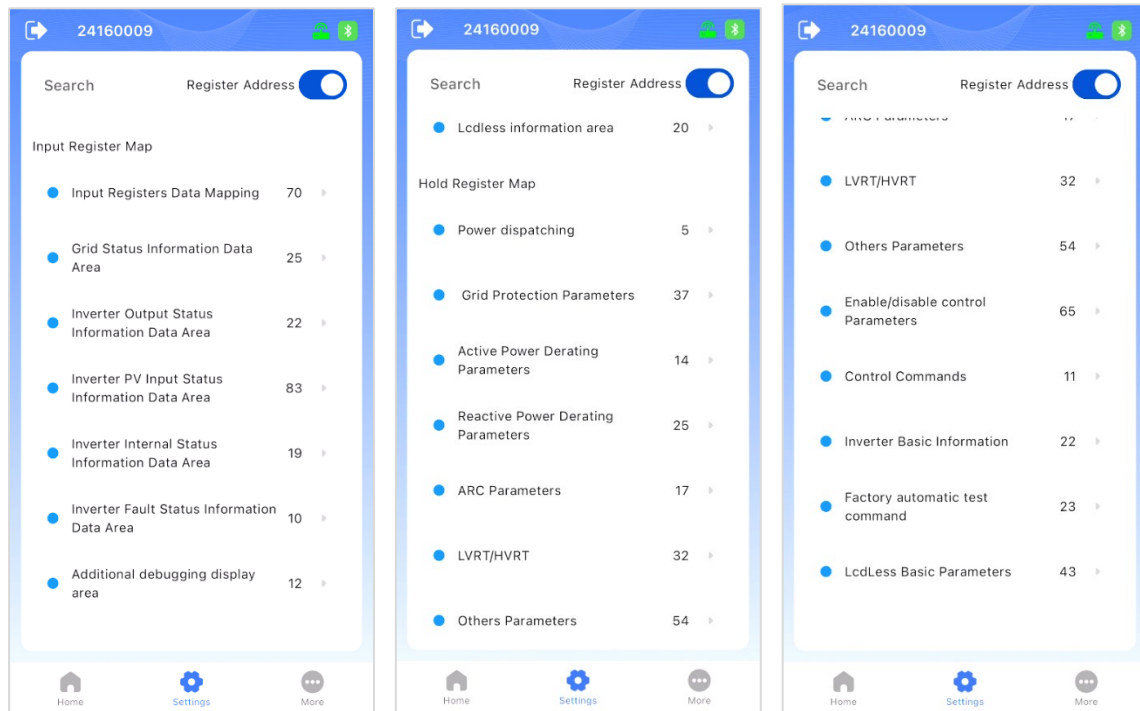 24160009
Search
Register Address
Input Register Map
Input Registers Data Mapping 70
Grid Status Information Data
Area
25
Inverter Output Status
Information Data Area
22
Inverter PV Input Status
Information Data Area
83
Inverter Internal Status
Information Data Area
19
Inverter Fault Status Information
Data Area
10
Additional debugging display
area
12
Home
Settings
More
24160009
Search
Register Address
Lcdless information area 20
Hold Register Map
Power dispatching 5
Grid Protection Parameters 37
Active Power Derating
Parameters
14
Reactive Power Derating
Parameters
25
ARC Parameters 17
LVRT/HVRT 32
Others Parameters 54
Home
Settings
More
24160009
Search
Register Address
ARC Parameters 17
LVRT/HVRT 32
Others Parameters 54
Enable/disable control
Parameters
65
Control Commands 11
Inverter Basic Information 22
Factory automatic test
command
23
LcdLess Basic Parameters 43
Home
Settings
More